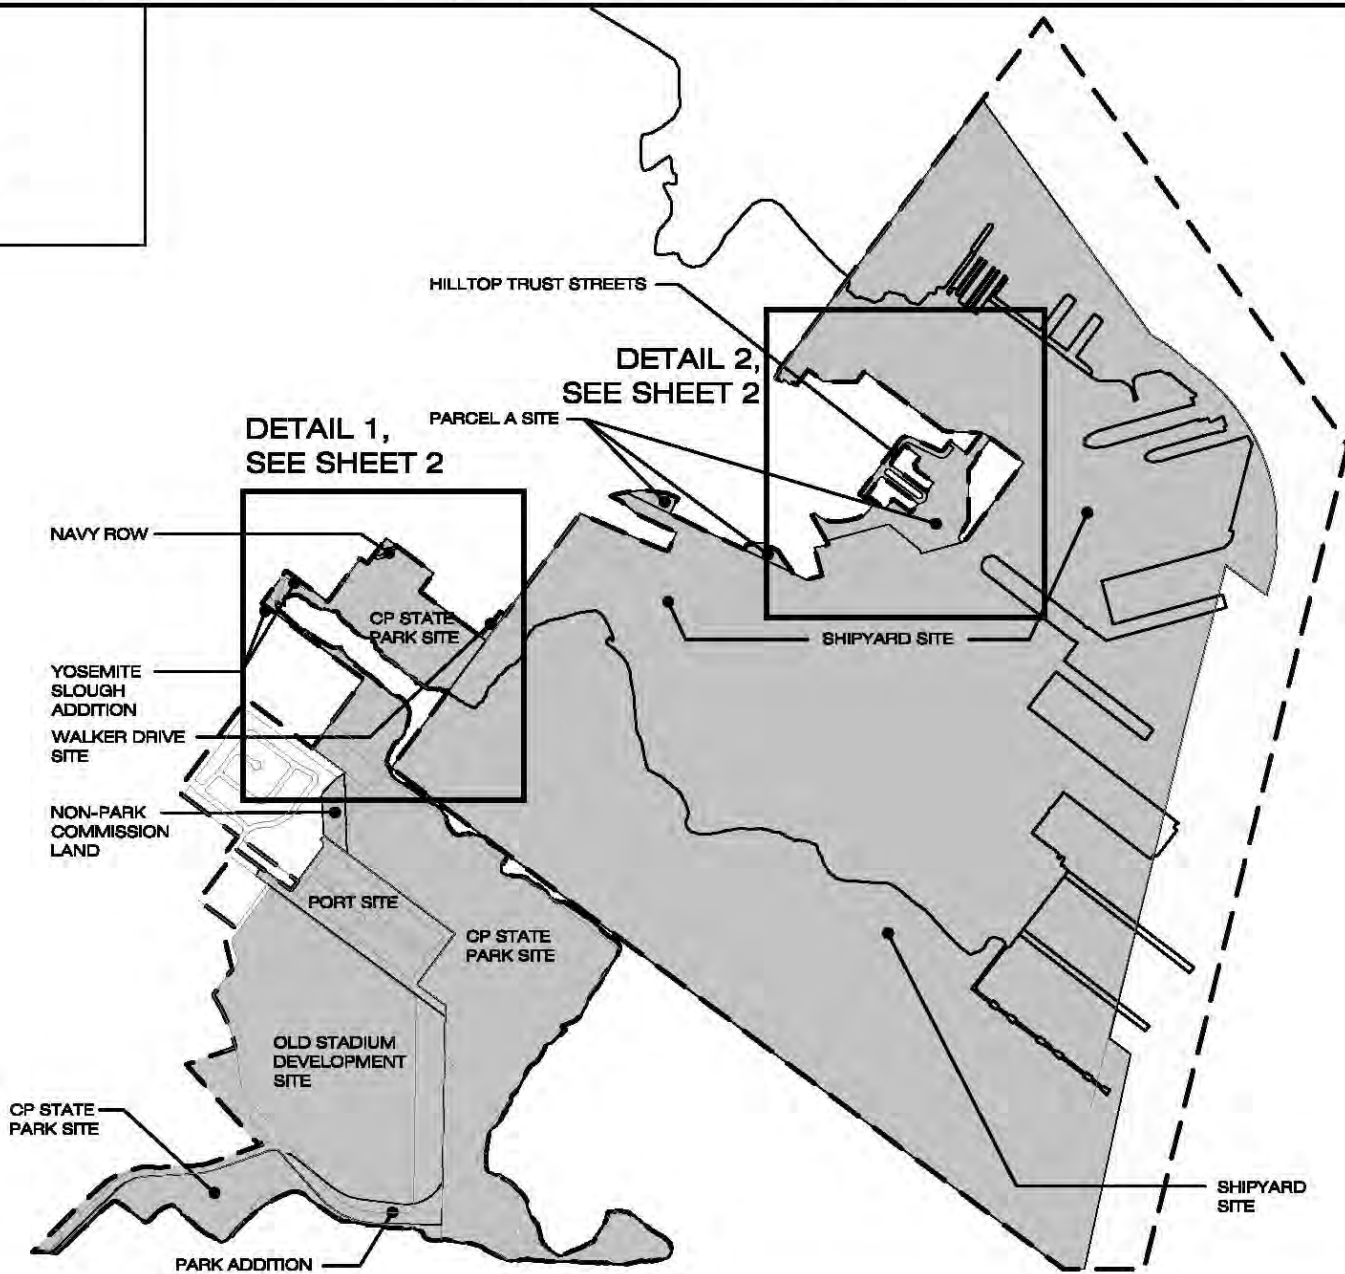 HILLTOP TRUST STREETS
DETAIL 2,
SEE SHEET 2
PARCEL A SITE
DETAIL 1,
SEE SHEET 2
NAVY ROW
CP STATE
PARK SITE
SHIPYARD SITE
YOSEMITE
SLOUGH
ADDITION
WALKER DRIVE
SITE
NON-PARK
COMMISSION
LAND
PORT SITE
CP STATE
PARK SITE
OLD STADIUM
DEVELOPMENT
SITE
CP STATE
PARK SITE
SHIPYARD
SITE
PARK ADDITION